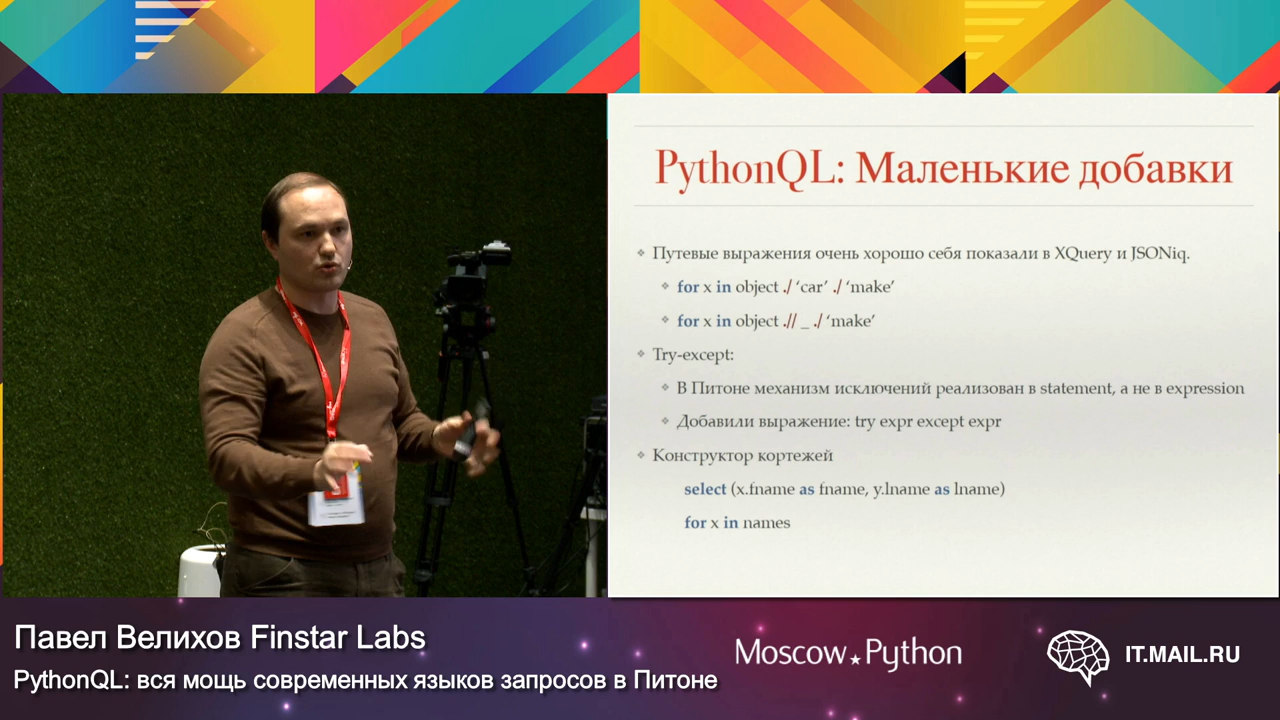 PythonQL: Маленькие добавки
Путевые выражения очень хорошо себя показали в XQuery и JSONiq.
for x in object ./ ‘car’ ./ ‘make’
for x in object .// _ ./ ‘make’
Try-except:
В Питоне механизм исключений реализован в statement, а не в expression
Добавили выражение: try expr except expr
Конструктор кортежей
select (x.fname as fname, y.lname as lname)
for x in names
Павел Велихов Finstar Labs
PythonQL: вся мощь современных языков запросов в Питоне
Moscow Python
IT.MAIL.RU